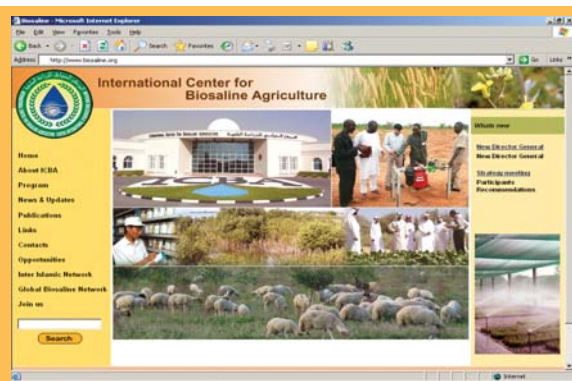 Biosaline - Microsoft Internet Explorer
File Edit View Favorites Tools Help
Back Search Favorites
Address http://www.biosaline.org Go Links
International Center for
Biosaline Agriculture
Home
About ICBA
Program
News & Updates
Publications
Links
Contacts
Opportunities
Inter Islamic Network
Global Biosaline Network
Join us
Search
Whats new
New Director General
New Director General
Strategy meeting
Participants
Recommendations
ICBA
Internet